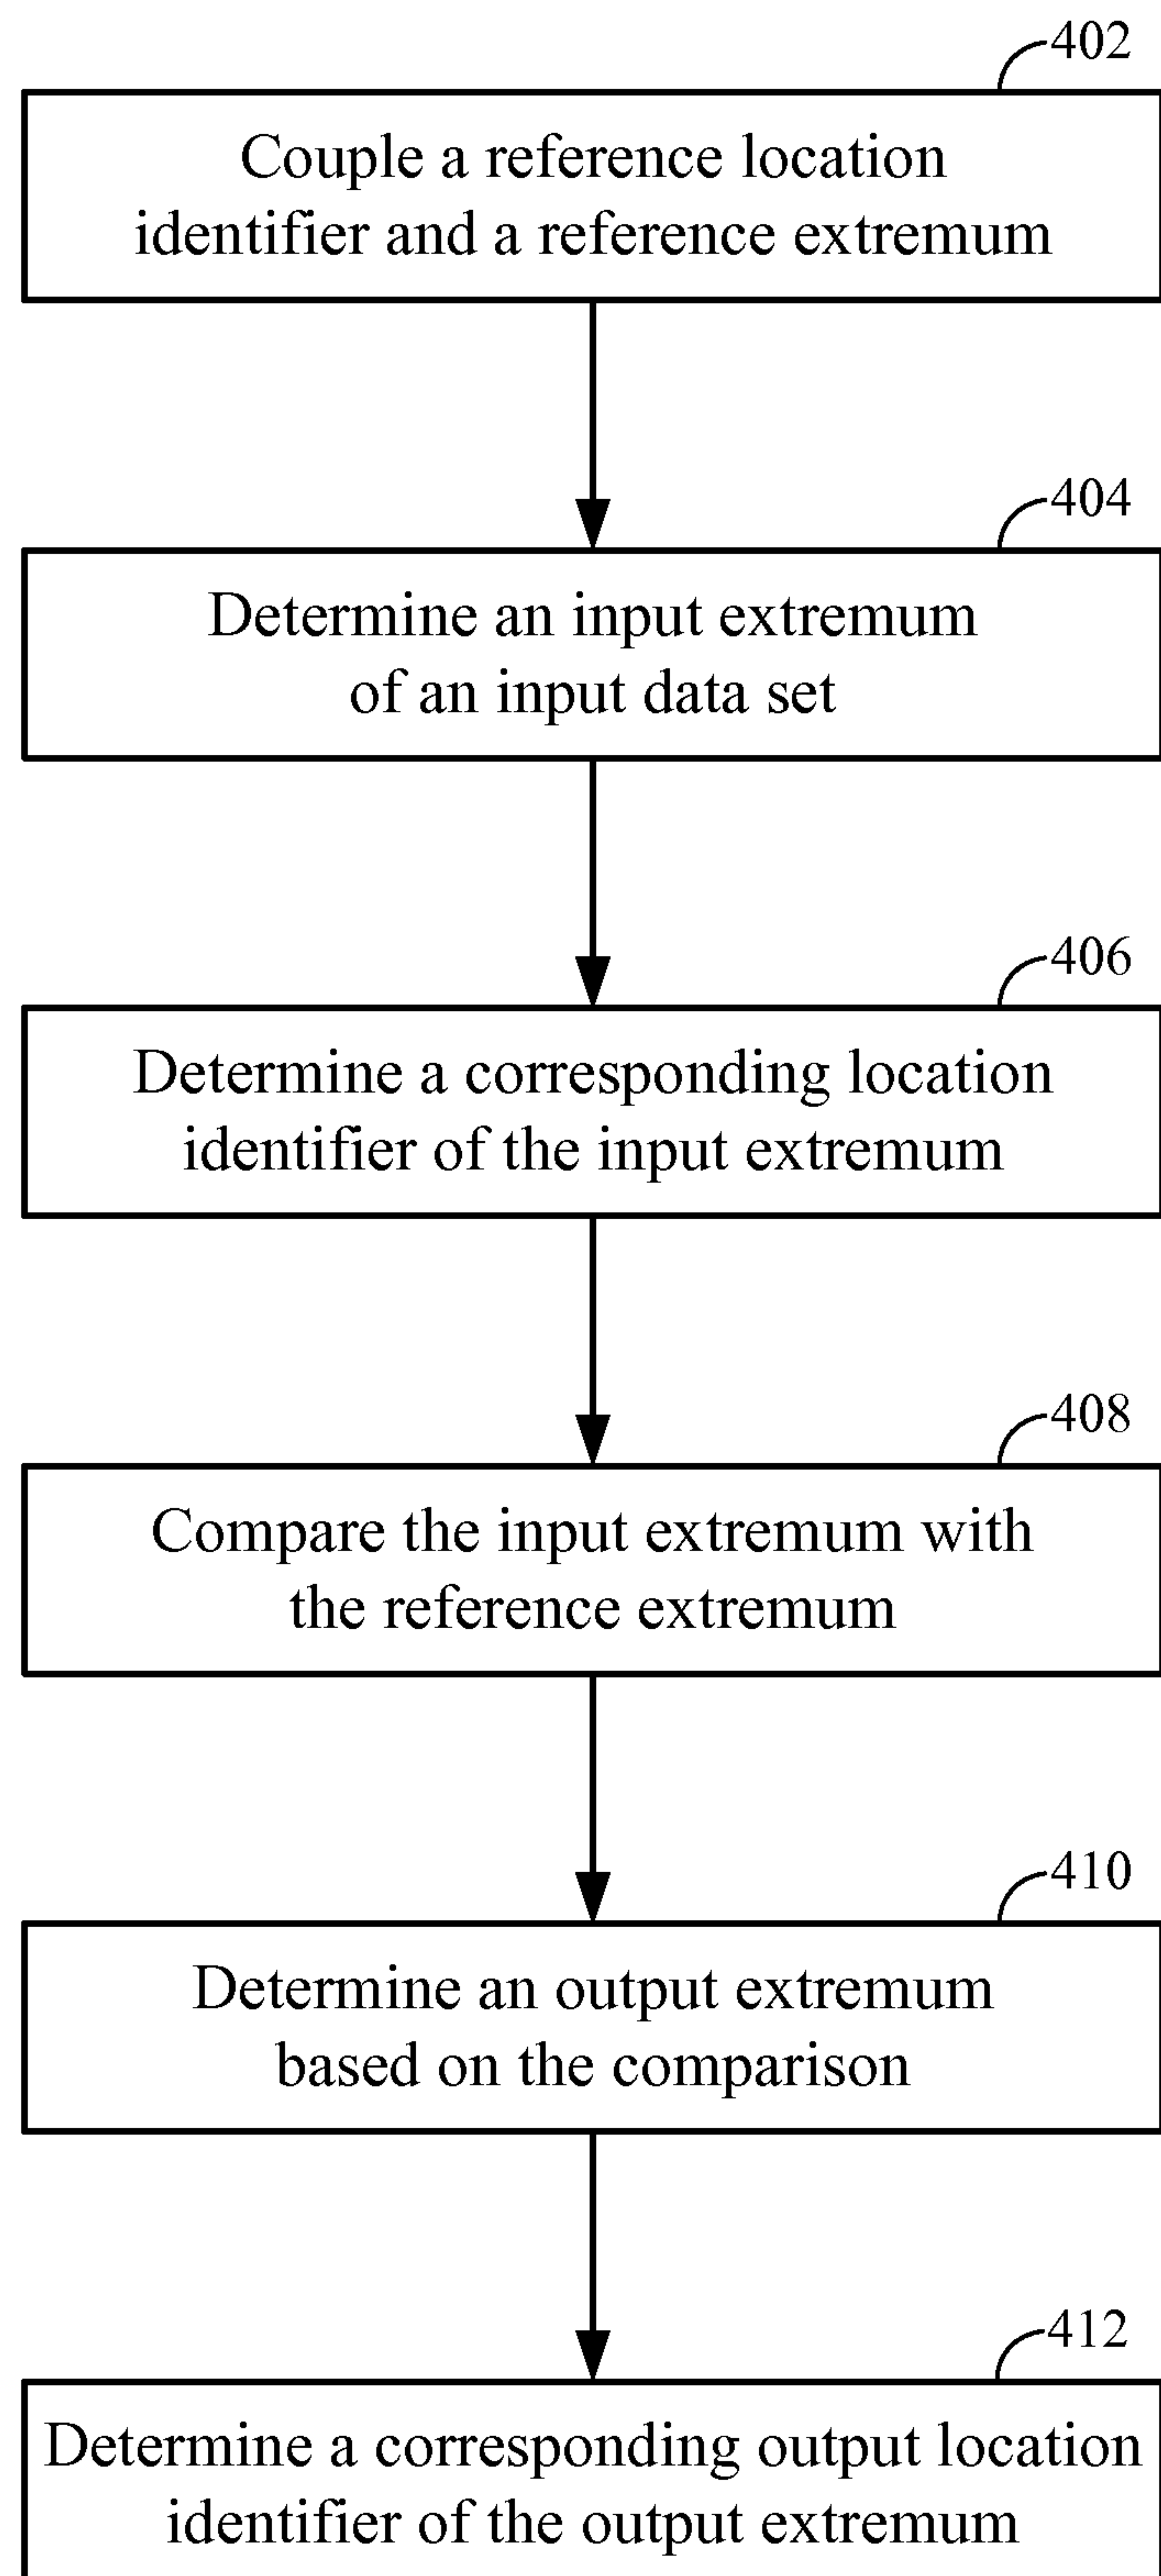 402
Couple a reference location
identifier and a reference extremum
404
Determine an input extremum
of an input data set
406
Determine a corresponding location
identifier of the input extremum
408
Compare the input extremum with
the reference extremum
410
Determine an output extremum
based on the comparison
412
Determine a corresponding output location
identifier of the output extremum